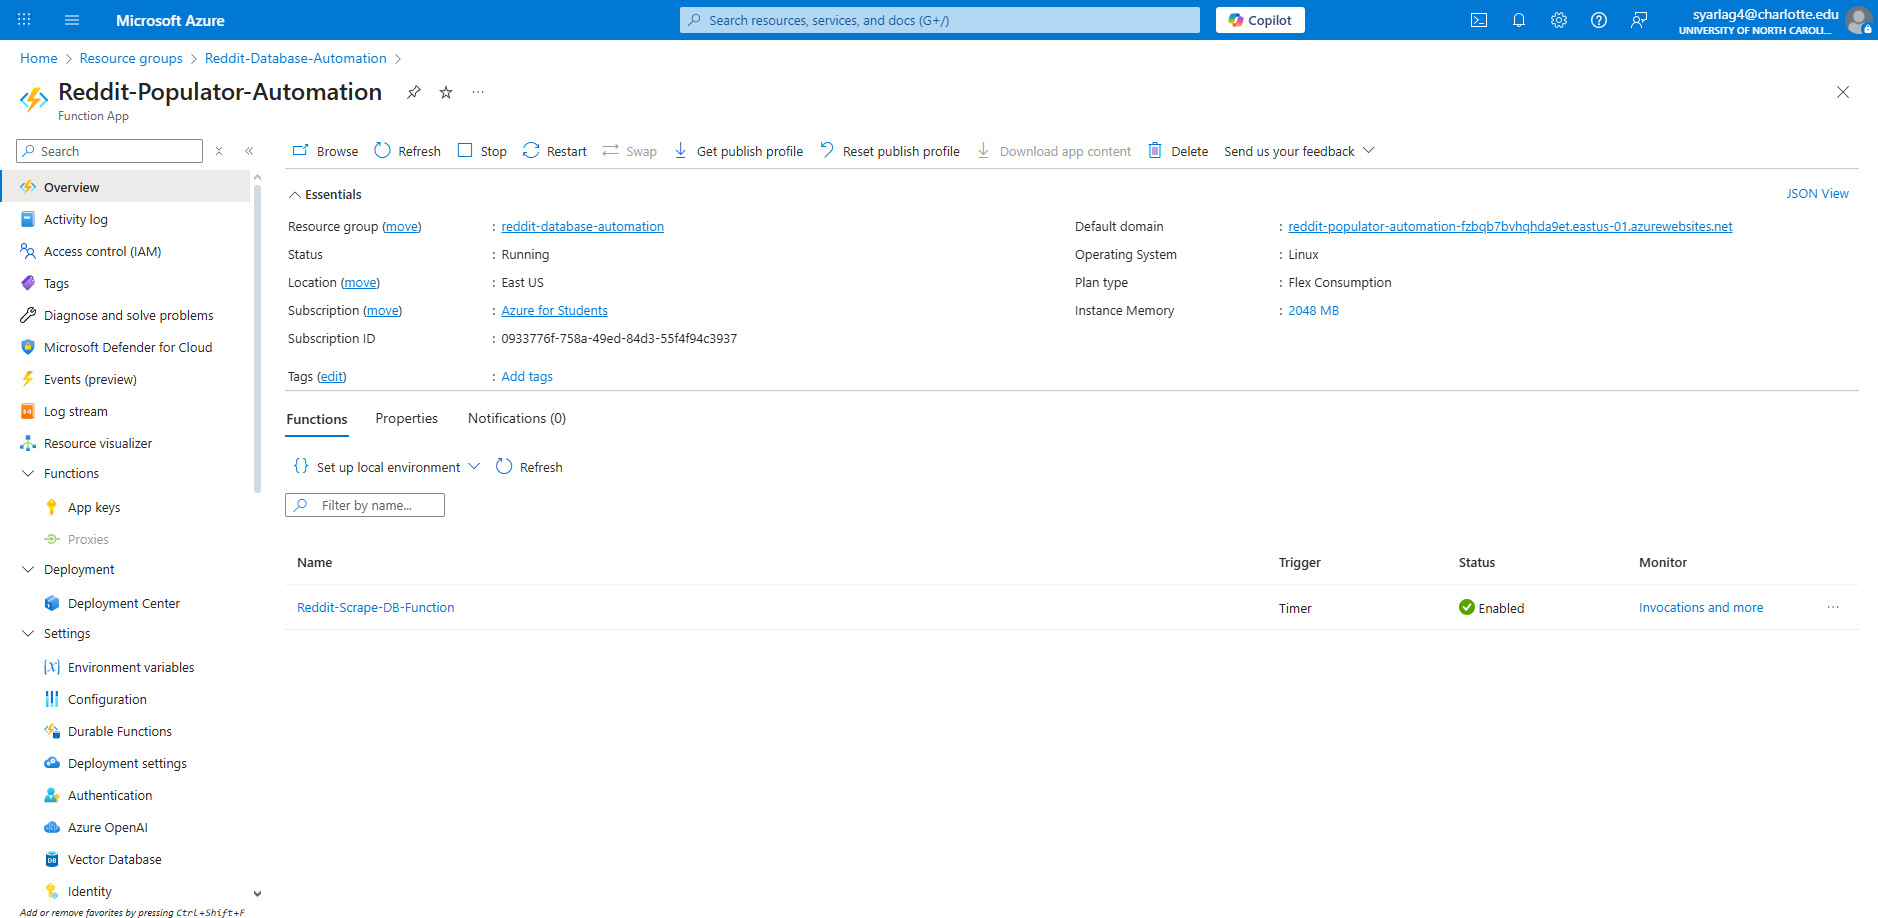 Microsoft Azure
Search resources, services, and docs (G+/)
Copilot
syarlag4@charlotte.edu
UNIVERSITY OF NORTH CAROLI...
Home > Resource groups > Reddit-Database-Automation >
Reddit-Populator-Automation
Function App
Search
Browse Refresh Stop Restart Swap Get publish profile Reset publish profile Download app content Delete Send us your feedback
Overview
Activity log
Access control (IAM)
Tags
Diagnose and solve problems
Microsoft Defender for Cloud
Events (preview)
Log stream
Resource visualizer
Functions
App keys
Proxies
Deployment
Deployment Center
Settings
Environment variables
Configuration
Durable Functions
Deployment settings
Authentication
Azure OpenAI
Vector Database
Identity
Add or remove favorites by pressing Ctrl+Shift+F
Essentials
JSON View
Resource group (move) : reddit-database-automation
Status : Running
Location (move) : East US
Subscription (move) : Azure for Students
Subscription ID : 0933776f-758a-49ed-84d3-55f4f94c3937
Tags (edit) : Add tags
Default domain : reddit-populator-automation-fzbqb7bvhqhda9et.eastus-01.azurewebsites.net
Operating System : Linux
Plan type : Flex Consumption
Instance Memory : 2048 MB
Functions Properties Notifications (0)
Set up local environment Refresh
Filter by name...
Name Trigger Status Monitor
Reddit-Scrape-DB-Function Timer Enabled Invocations and more